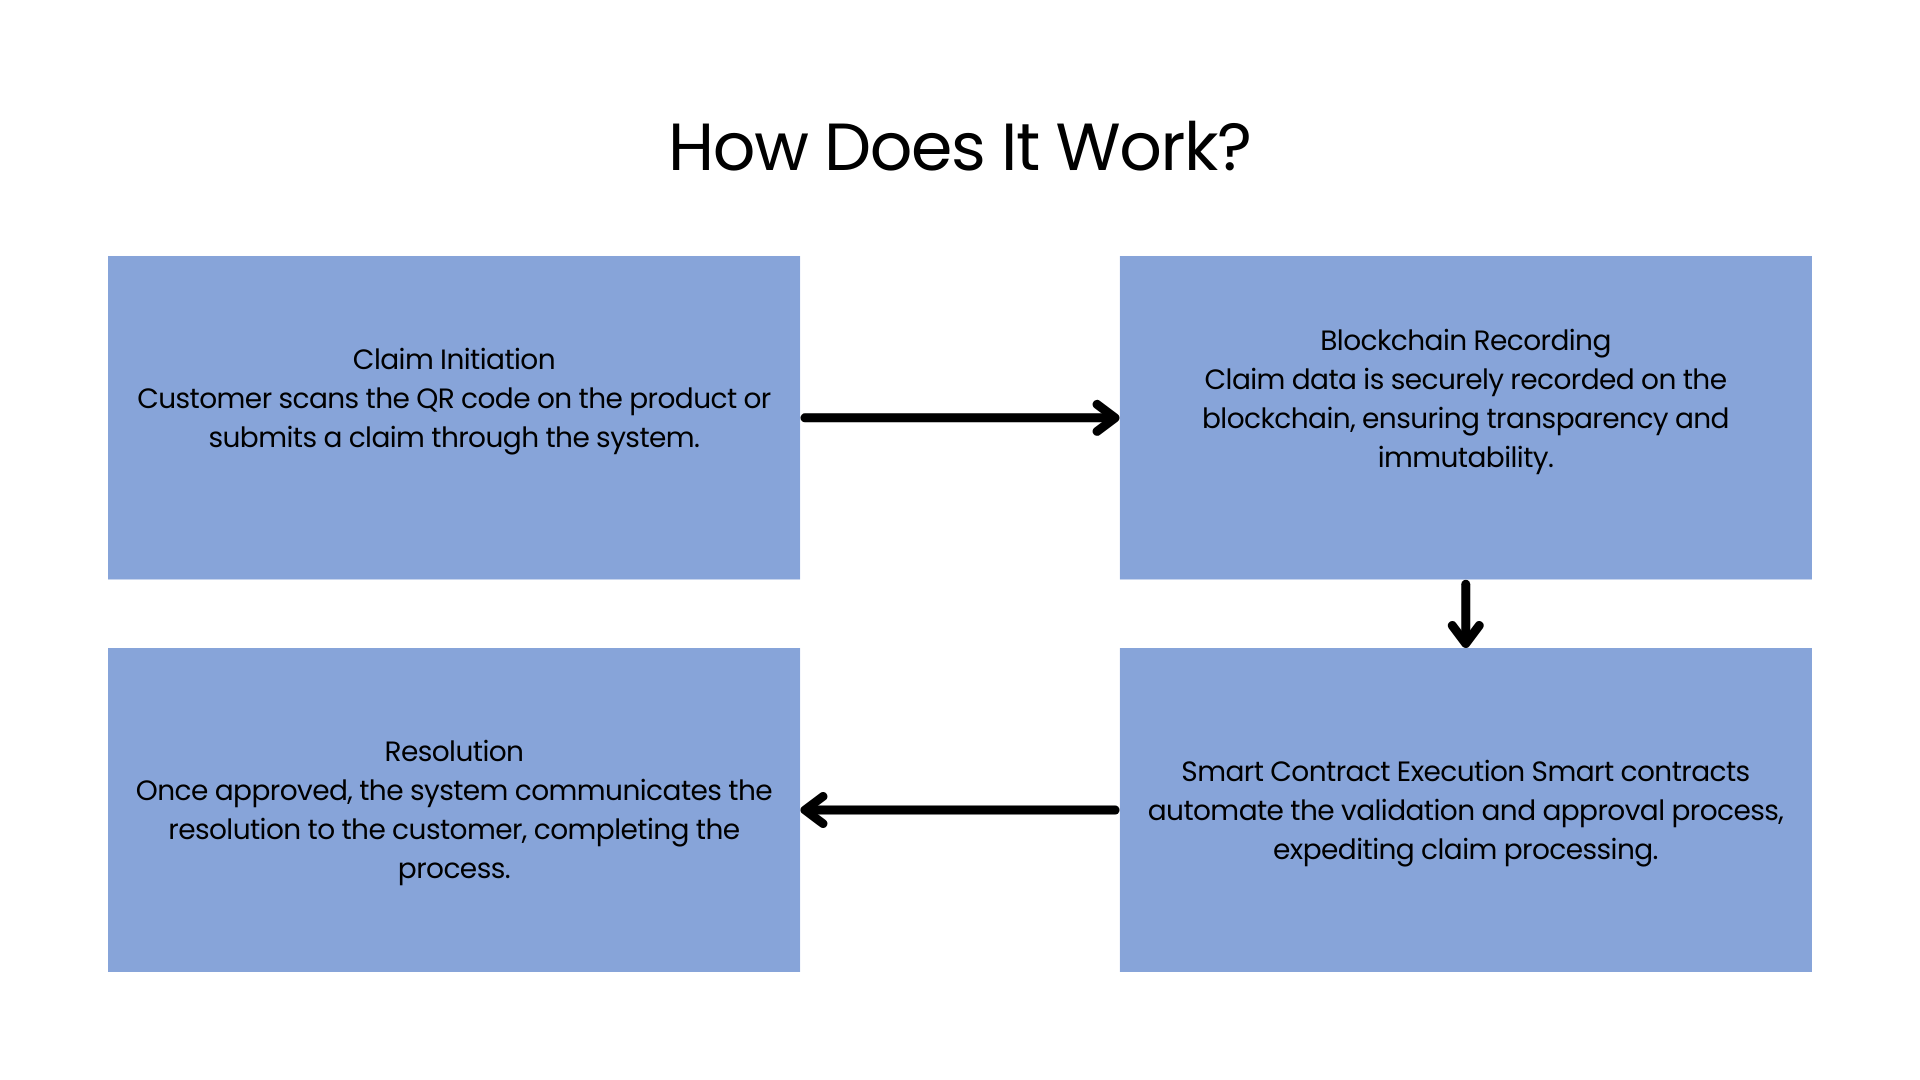 How Does It Work?
Claim Initiation
Customer scans the QR code on the product or
submits a claim through the system.
Blockchain Recording
Claim data is securely recorded on the
blockchain, ensuring transparency and
immutability.
Smart Contract Execution Smart contracts
automate the validation and approval process,
expediting claim processing.
Resolution
Once approved, the system communicates the
resolution to the customer, completing the
process.